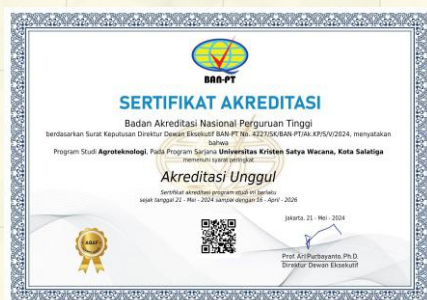 BAN-PT
SERTIFIKAT AKREDITASI
Badan Akreditasi Nasional Perguruan Tinggi
berdasarkan Surat Keputusan Direktur Dewan Eksekutif BAN-PT No. 4227/SK/BAN-PT/Ak.KP/S/V/2024, menyatakan
bahwa
Program Studi Agroteknologi, Pada Program Sarjana Universitas Kristen Satya Wacana, Kota Salatiga
memenuhi syarat peringkat
Akreditasi Unggul
Sertifikat akreditasi program studi ini berlaku
sejak tanggal 21 - Mei - 2024 sampai dengan 16 - April - 2026
Jakarta, 21 - Mei - 2024
Prof. Ari Purbayanto, Ph.D.
Direktur Dewan Eksekutif